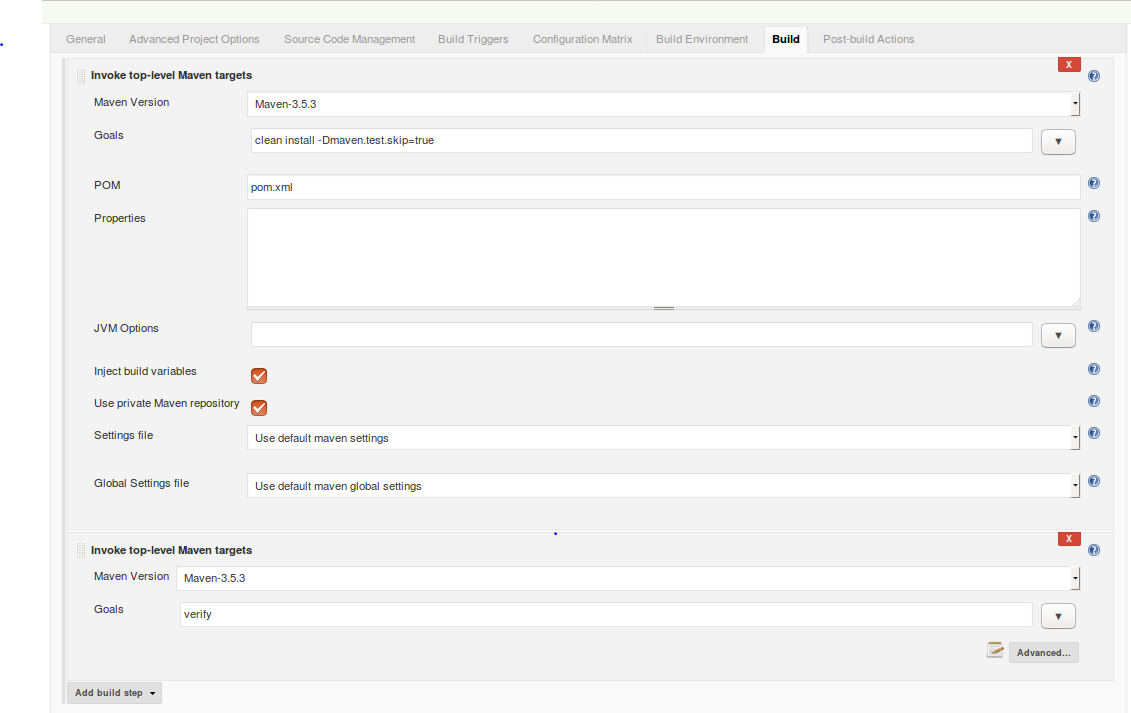 General Advanced Project Options Source Code Management Build Triggers Configuration Matrix Build Environment Build Post-build Actions
Invoke top-level Maven targets X
Maven Version Maven-3.5.3
Goals clean install -Dmaven.test.skip=true
POM pom.xml
Properties
JVM Options
Inject build variables
Use private Maven repository
Settings file Use default maven settings
Global Settings file Use default maven global settings
Invoke top-level Maven targets X
Maven Version Maven-3.5.3
Goals verify
Advanced...
Add build step